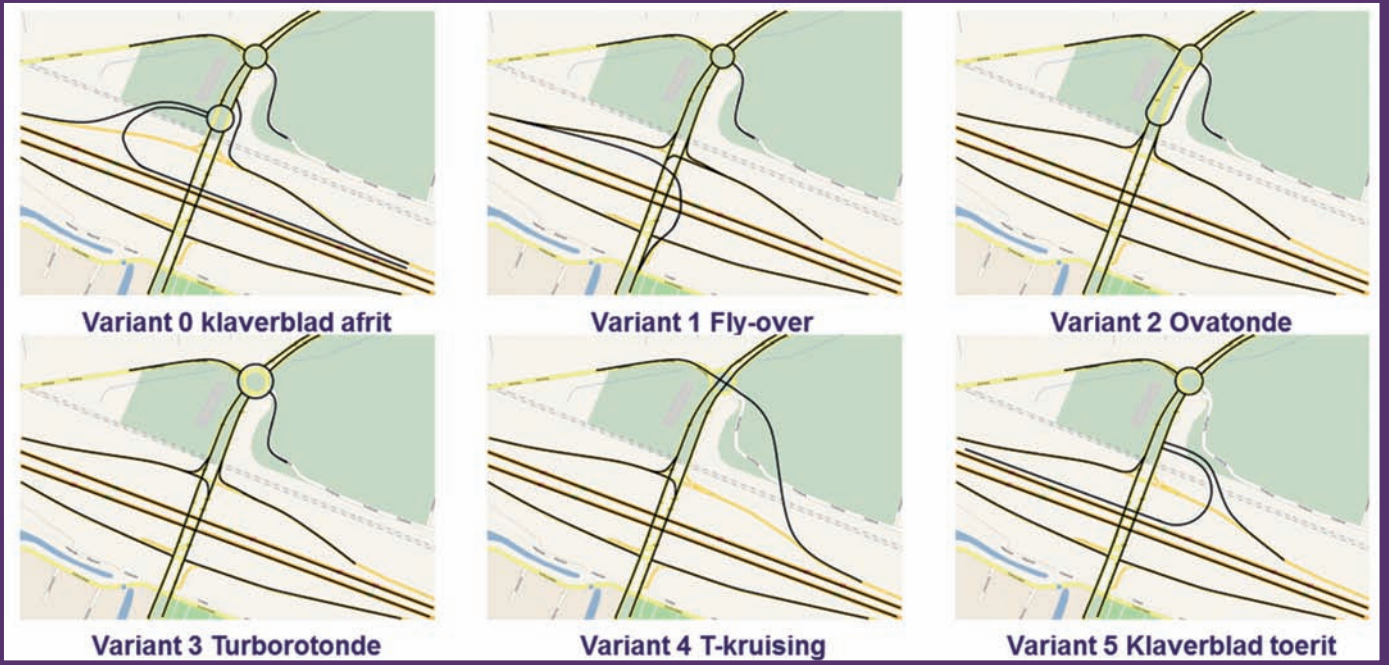 Variant 0 klaverblad afrit
Variant 1 Fly-over
Variant 2 Ovatonde
Variant 3 Turborotonde
Variant 4 T-kruising
Variant 5 Klaverblad toerit